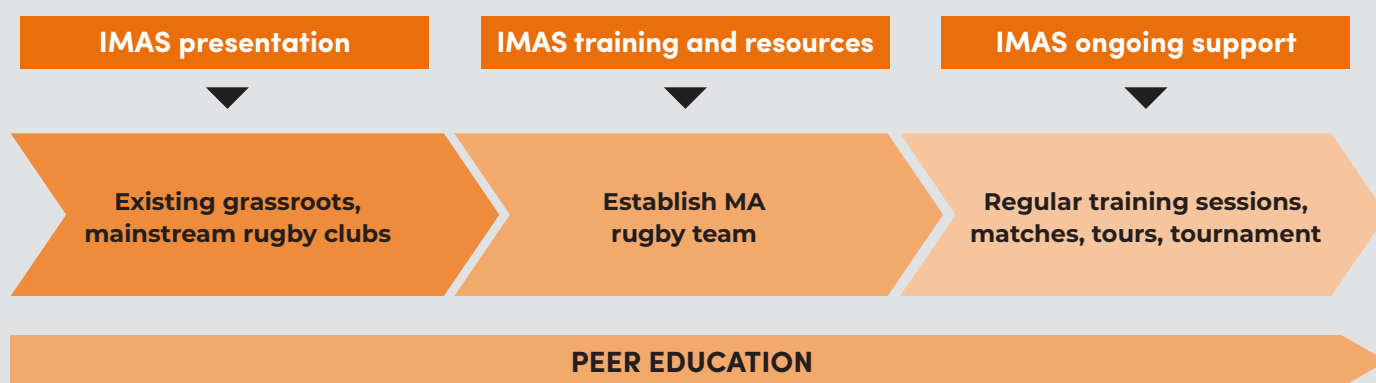 IMAS presentation
IMAS training and resources
IMAS ongoing support
Existing grassroots,
mainstream rugby clubs
Establish MA
rugby team
Regular training sessions,
matches, tours, tournament
PEER EDUCATION